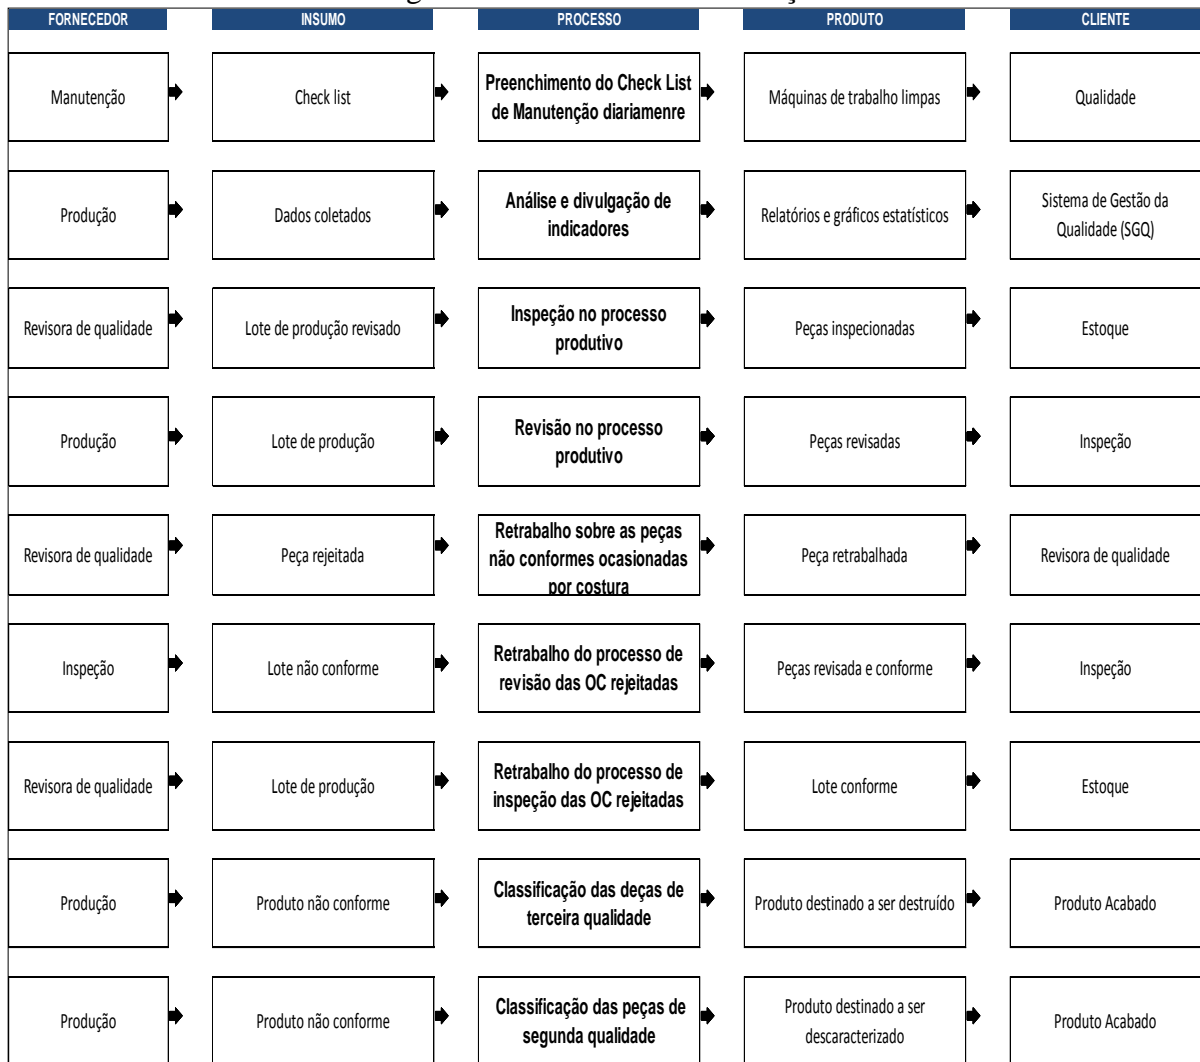 FORNECEDOR INSUMO PROCESSO PRODUTO CLIENTE
Manutenção
Check list
Preenchimento do Check List
de Manutenção diariamenre
Máquinas de trabalho limpas
Qualidade
Produção
Dados coletados
Análise e divulgação de
indicadores
Relatórios e gráficos estatísticos
Sistema de Gestão da
Qualidade (SGQ)
Revisora de qualidade
Lote de produção revisado
Inspeção no processo
produtivo
Peças inspecionadas
Estoque
Produção
Lote de produção
Revisão no processo
produtivo
Peças revisadas
Inspeção
Revisora de qualidade
Peça rejeitada
Retrabalho sobre as peças
não conformes ocasionadas
por costura
Peça retrabalhada
Revisora de qualidade
Inspeção
Lote não conforme
Retrabalho do processo de
revisão das OC rejeitadas
Peças revisada e conforme
Inspeção
Revisora de qualidade
Lote de produção
Retrabalho do processo de
inspeção das OC rejeitadas
Lote conforme
Estoque
Produção
Produto não conforme
Classificação das deças de
terceira qualidade
Produto destinado a ser destruído
Produto Acabado
Produção
Produto não conforme
Classificação das peças de
segunda qualidade
Produto destinado a ser
descaracterizado
Produto Acabado